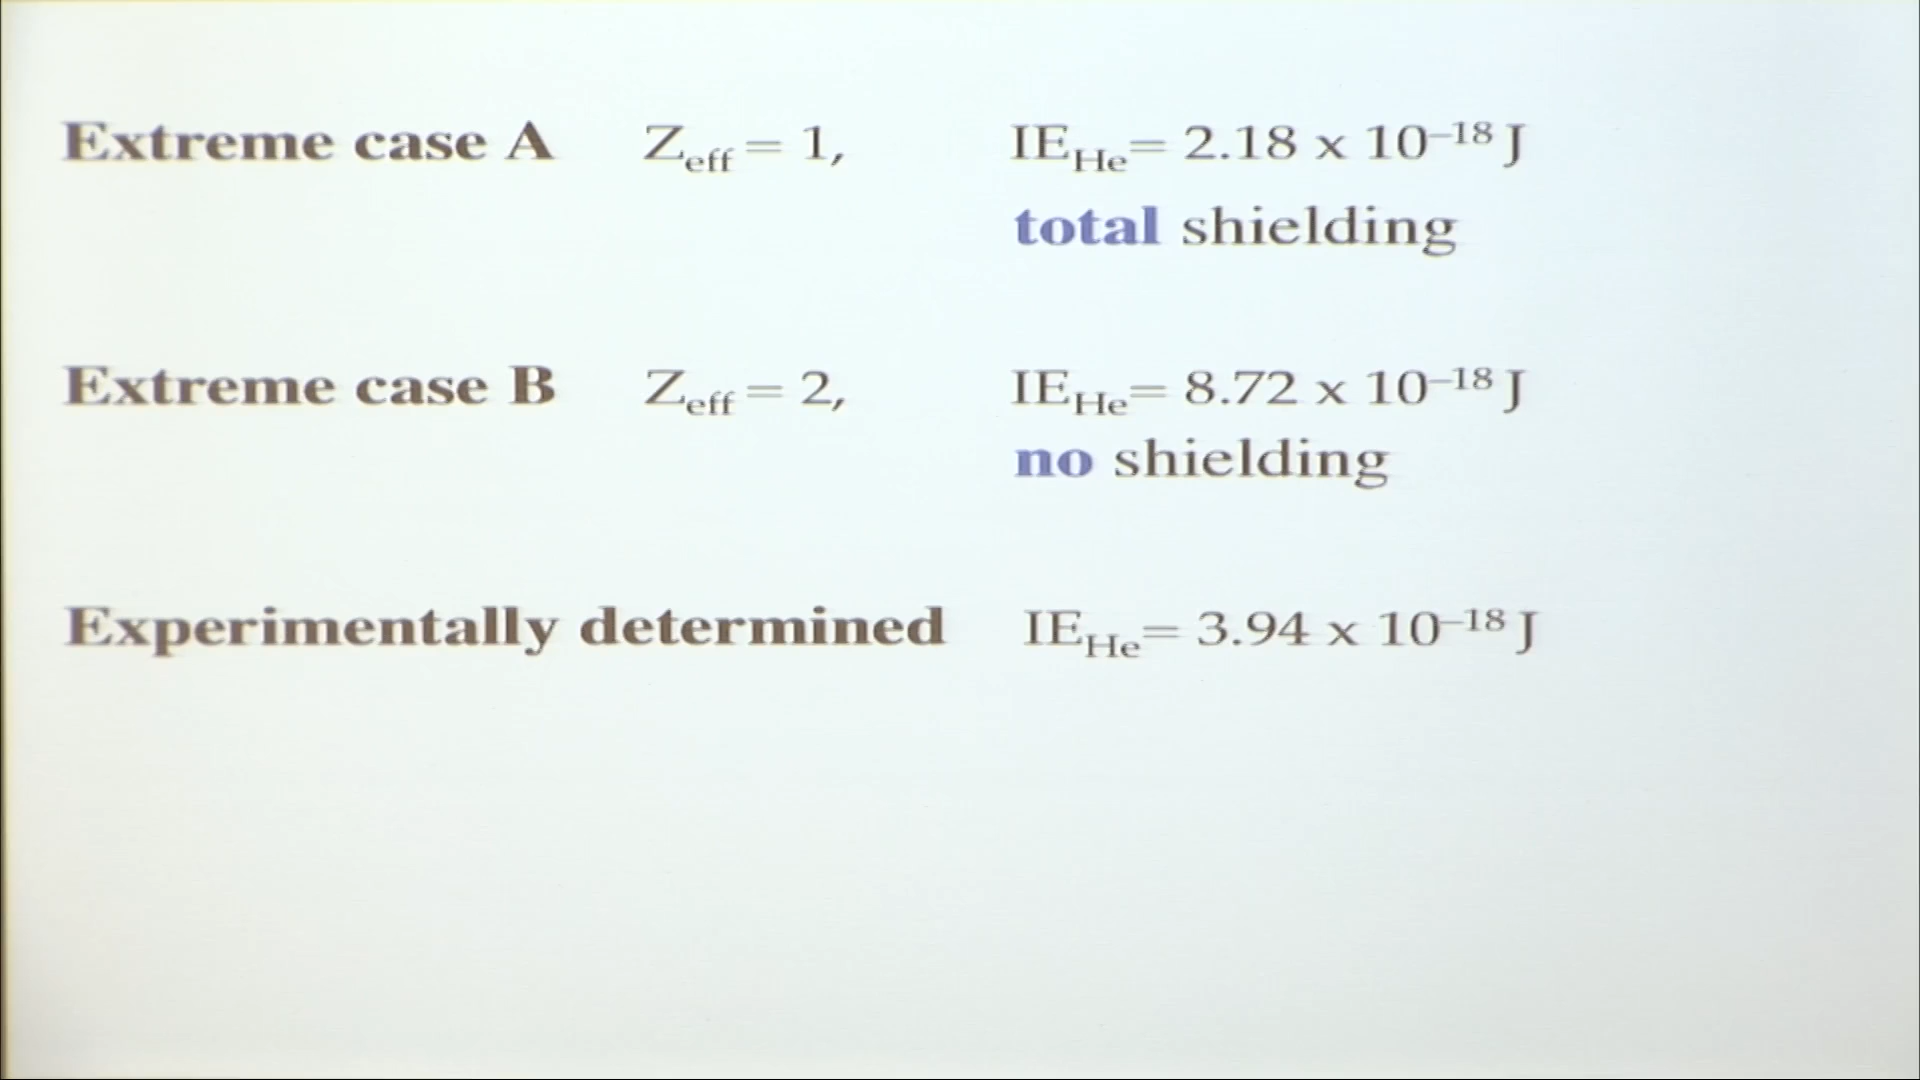 Extreme case A Zeff = 1, IEHe = 2.18 x 10⁻¹⁸ J
total shielding
Extreme case B Zeff = 2, IEHe = 8.72 x 10⁻¹⁸ J
no shielding
Experimentally determined IEHe = 3.94 x 10⁻¹⁸ J